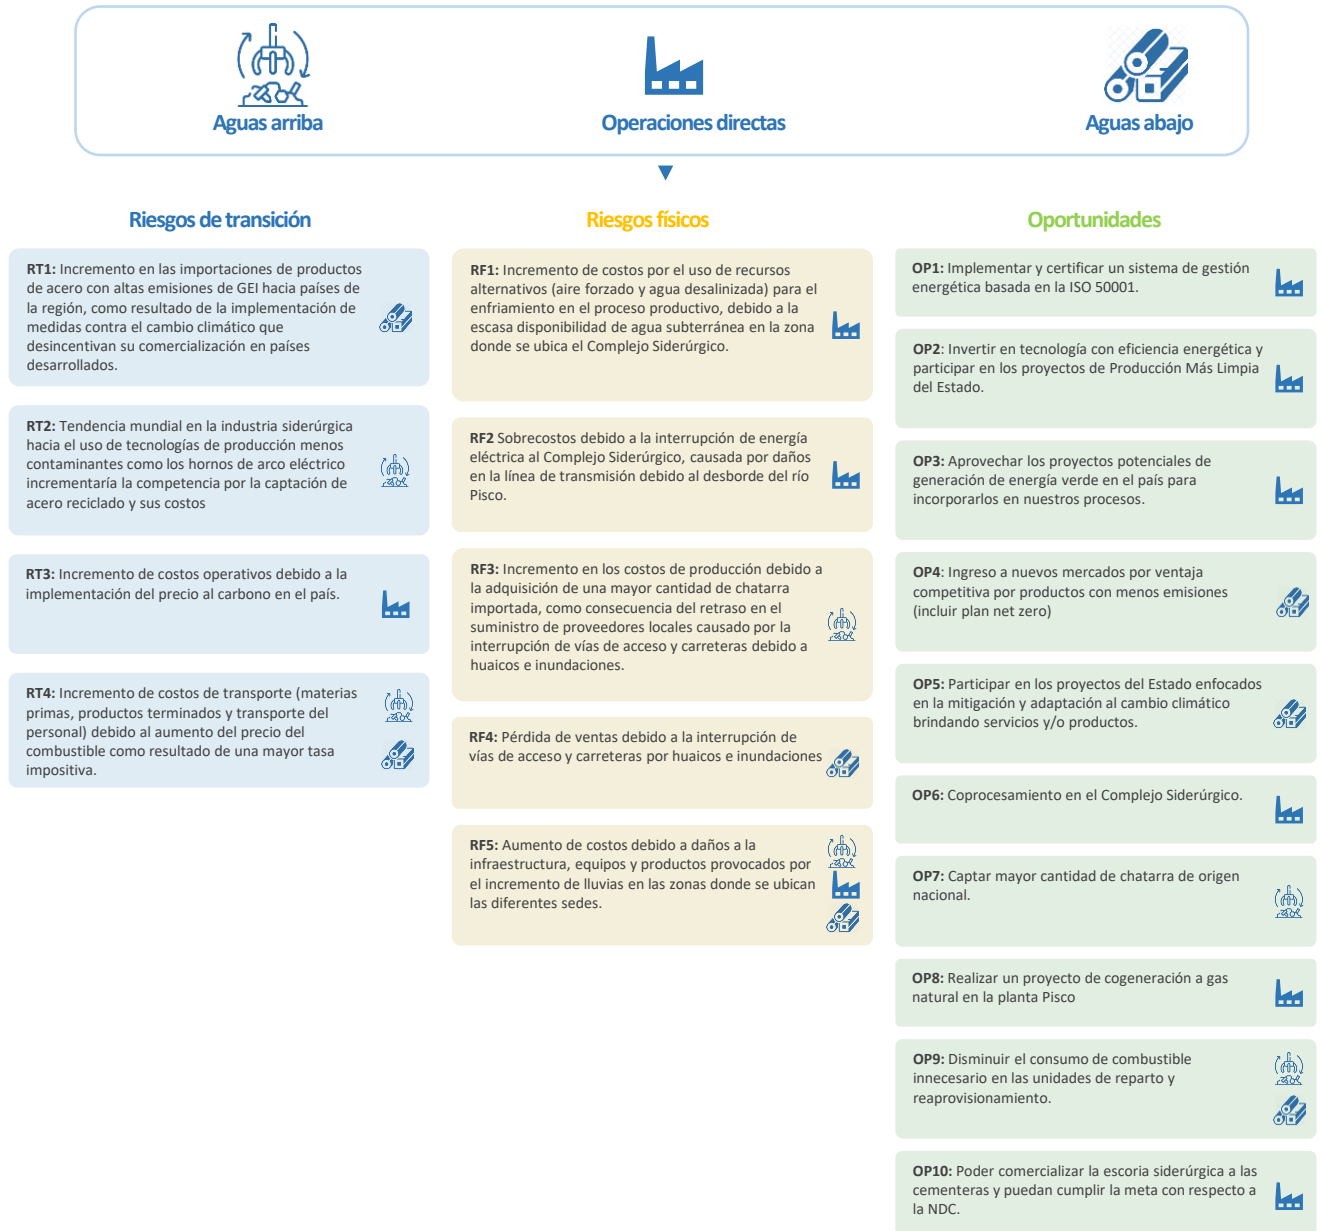 Aguas arriba
Operaciones directas
Aguas abajo
Riesgos de transición
RT1: Incremento en las importaciones de productos
de acero con altas emisiones de GEI hacia países de
la región, como resultado de la implementación de
medidas contra el cambio climático que
desincentivan su comercialización en países
desarrollados.
RT2: Tendencia mundial en la industria siderúrgica
hacia el uso de tecnologías de producción menos
contaminantes como los hornos de arco eléctrico
incrementaría la competencia por la captación de
acero reciclado y sus costos
RT3: Incremento de costos operativos debido a la
implementación del precio al carbono en el país.
RT4: Incremento de costos de transporte (materias
primas, productos terminados y transporte del
personal) debido al aumento del precio del
combustible como resultado de una mayor tasa
impositiva.
Riesgos físicos
RF1: Incremento de costos por el uso de recursos
alternativos (aire forzado y agua desalinizada) para el
enfriamiento en el proceso productivo, debido a la
escasa disponibilidad de agua subterránea en la zona
donde se ubica el Complejo Siderúrgico.
RF2 Sobrecostos debido a la interrupción de energía
eléctrica al Complejo Siderúrgico, causada por daños
en la línea de transmisión debido al desborde del río
Pisco.
RF3: Incremento en los costos de producción debido a
la adquisición de una mayor cantidad de chatarra
importada, como consecuencia del retraso en el
suministro de proveedores locales causado por la
interrupción de vías de acceso y carreteras debido a
huaicos e inundaciones.
RF4: Pérdida de ventas debido a la interrupción de
vías de acceso y carreteras por huaicos e inundaciones
RF5: Aumento de costos debido a daños a la
infraestructura, equipos y productos provocados por
el incremento de lluvias en las zonas donde se ubican
las diferentes sedes.
Oportunidades
OP1: Implementar y certificar un sistema de gestión
energética basada en la ISO 50001.
OP2: Invertir en tecnología con eficiencia energética y
participar en los proyectos de Producción Más Limpia
del Estado.
OP3: Aprovechar los proyectos potenciales de
generación de energía verde en el país para
incorporarlos en nuestros procesos.
OP4: Ingreso a nuevos mercados por ventaja
competitiva por productos con menos emisiones
(incluir plan net zero)
OP5: Participar en los proyectos del Estado enfocados
en la mitigación y adaptación al cambio climático
brindando servicios y/o productos.
OP6: Coprocesamiento en el Complejo Siderúrgico.
OP7: Captar mayor cantidad de chatarra de origen
nacional.
OP8: Realizar un proyecto de cogeneración a gas
natural en la planta Pisco
OP9: Disminuir el consumo de combustible
innecesario en las unidades de reparto y
reaprovisionamiento.
OP10: Poder comercializar la escoria siderúrgica a las
cementeras y puedan cumplir la meta con respecto a
la NDC.